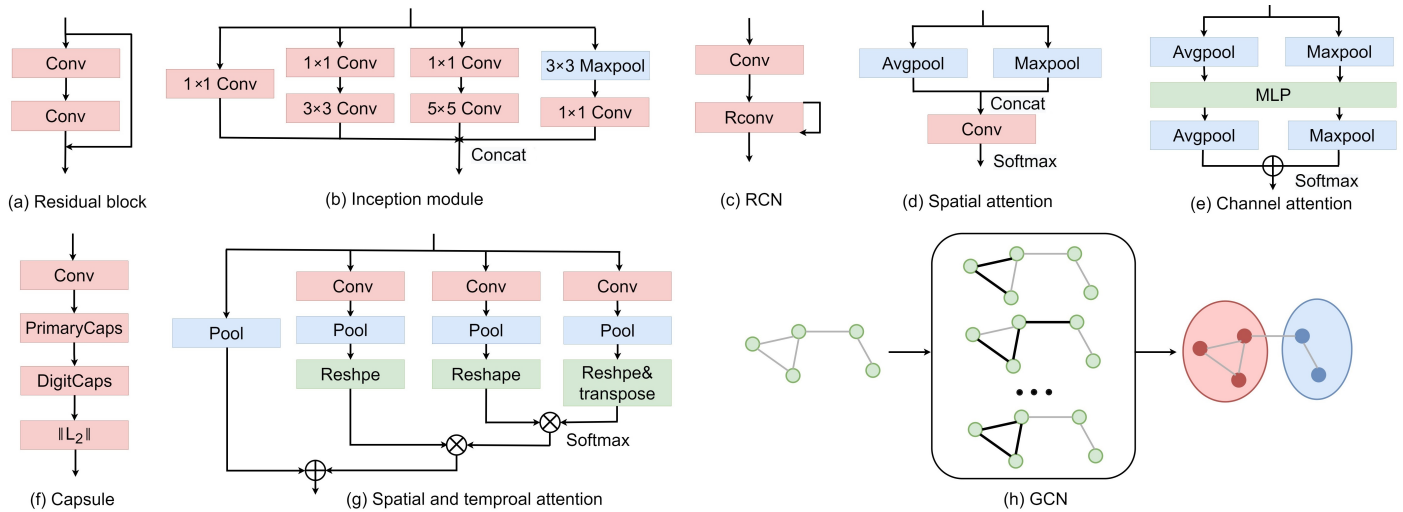 Conv
Conv
(a) Residual block
1×1 Conv
1×1 Conv
3×3 Conv
1×1 Conv
5×5 Conv
3×3 Maxpool
1×1 Conv
Concat
(b) Inception module
Conv
Rconv
(c) RCN
Avgpool
Maxpool
Concat
Conv
Softmax
(d) Spatial attention
Avgpool
Maxpool
MLP
Avgpool
Maxpool
Softmax
(e) Channel attention
Conv
PrimaryCaps
DigitCaps
‖L2‖
(f) Capsule
Pool
Conv
Pool
Reshpe
Conv
Pool
Reshape
Conv
Pool
Reshpe&
transpose
Softmax
(g) Spatial and temproal attention
(h) GCN